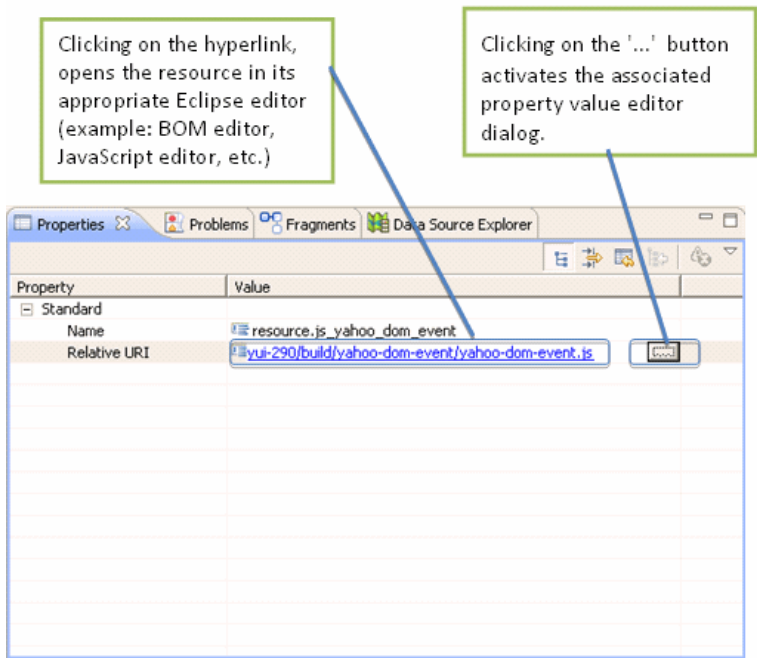 Clicking on the hyperlink,
opens the resource in its
appropriate Eclipse editor
(example: BOM editor,
JavaScript editor, etc.)
Clicking on the '...' button
activates the associated
property value editor
dialog.
Properties Problems Fragments Data Source Explorer
Property Value
Standard
Name resource.js_yahoo_dom_event
Relative URI yui-290/build/yahoo-dom-event/yahoo-dom-event.js ...